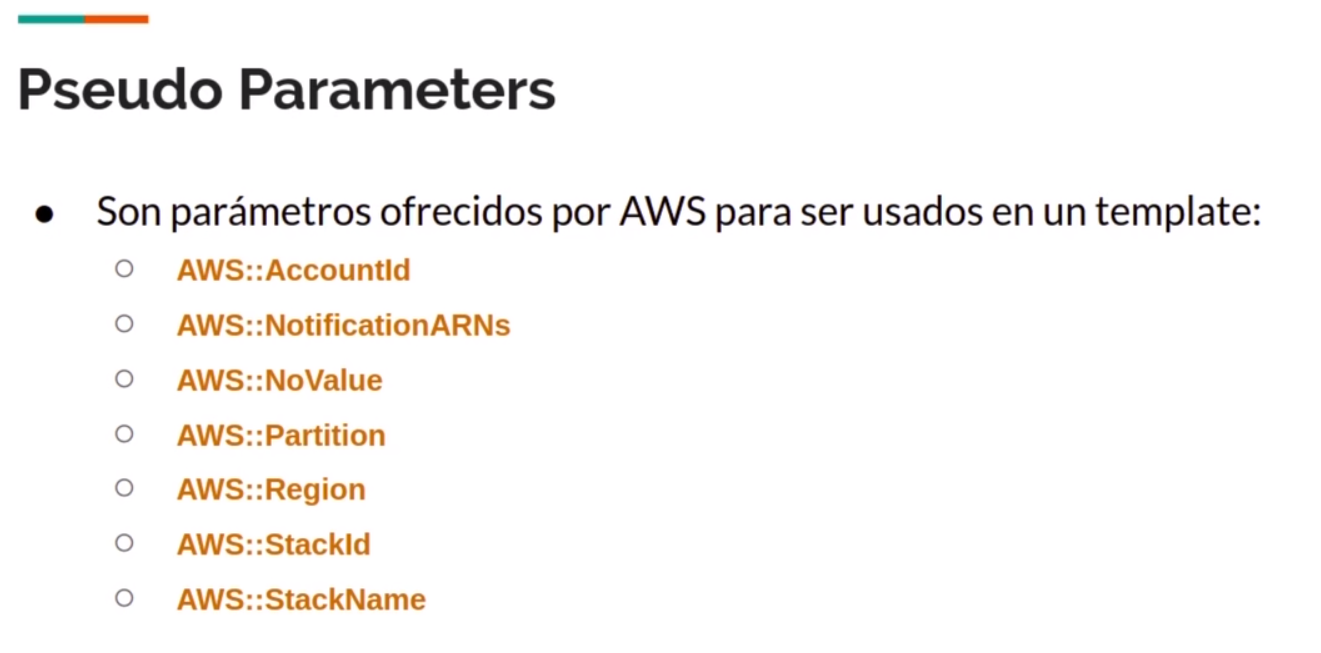 Pseudo Parameters
● Son parámetros ofrecidos por AWS para ser usados en un template:
○ AWS::AccountId
○ AWS::NotificationARNs
○ AWS::NoValue
○ AWS::Partition
○ AWS::Region
○ AWS::StackId
○ AWS::StackName